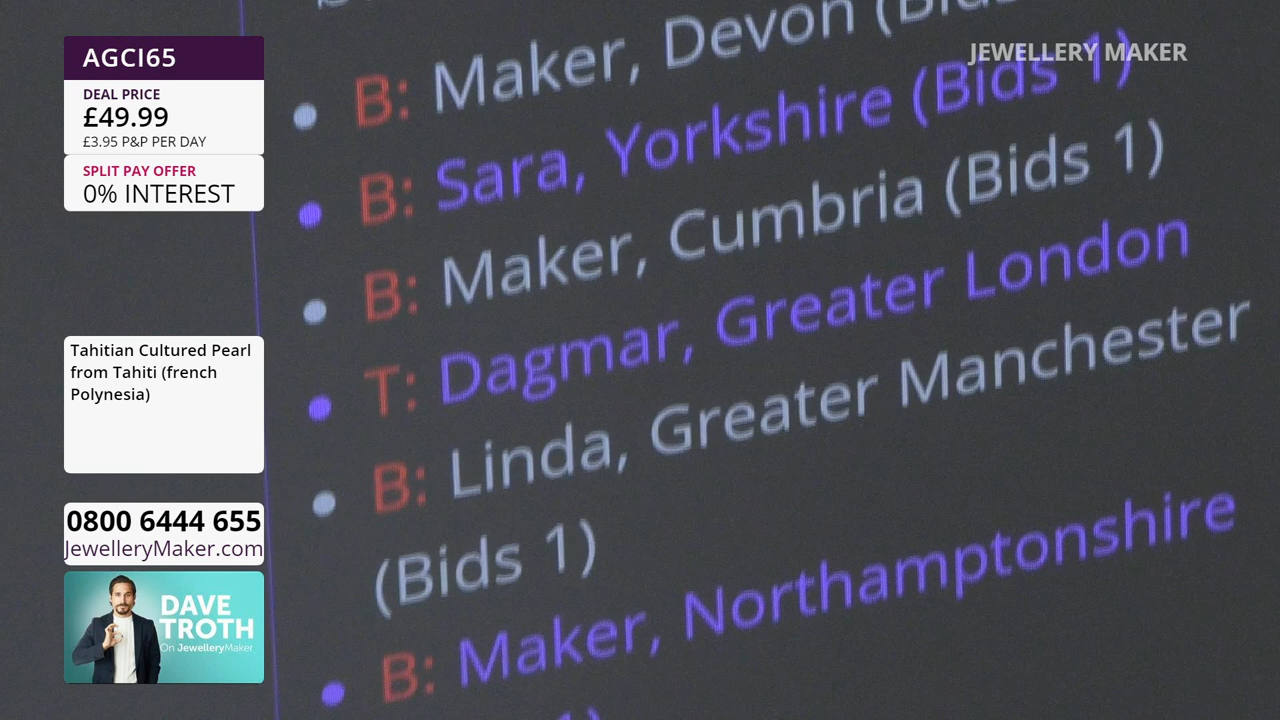 AGCI65
DEAL PRICE
£49.99
£3.95 P&P PER DAY
SPLIT PAY OFFER
0% INTEREST
Tahitian Cultured Pearl
from Tahiti (french
Polynesia)
0800 6444 655
JewelleryMaker.com
DAVE
TROTH
On JewelleryMaker
JEWELLERY MAKER
B: Maker, Devon (Bids
B: Sara, Yorkshire (Bids 1)
B: Maker, Cumbria (Bids 1)
T: Dagmar, Greater London
B: Linda, Greater Manchester
(Bids 1)
B: Maker, Northamptonshire